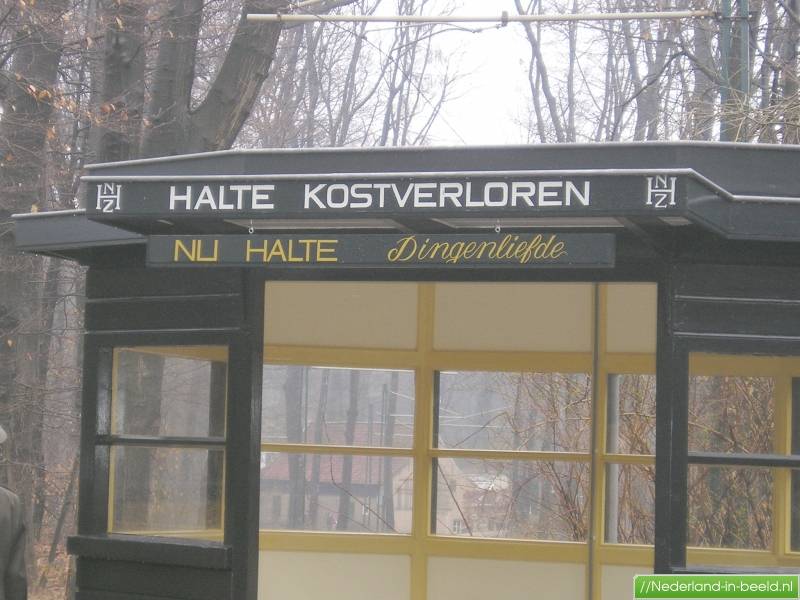 HALTE KOSTVERLOREN
NZH
NZH
NU HALTE Dingenliefde
//Nederland-in-beeld.nl